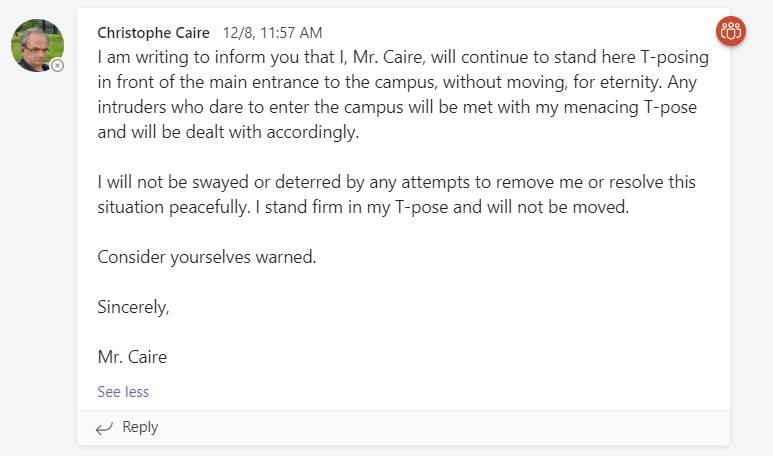 Christophe Caire 12/8, 11:57 AM
I am writing to inform you that I, Mr. Caire, will continue to stand here T-posing
in front of the main entrance to the campus, without moving, for eternity. Any
intruders who dare to enter the campus will be met with my menacing T-pose
and will be dealt with accordingly.
I will not be swayed or deterred by any attempts to remove me or resolve this
situation peacefully. I stand firm in my T-pose and will not be moved.
Consider yourselves warned.
Sincerely,
Mr. Caire
See less
Reply